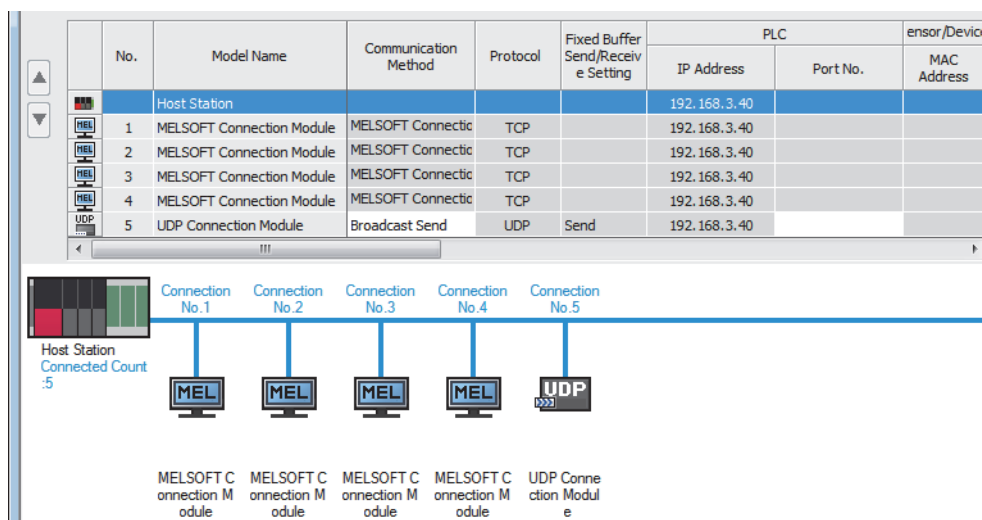 PLC
ensor/Devic
No.
Model Name
Communication
Method
Protocol
Fixed Buffer
Send/Receiv
e Setting
IP Address
Port No.
MAC
Address
Host Station 192.168.3.40
MEL 1 MELSOFT Connection Module MELSOFT Connectic TCP 192.168.3.40
MEL 2 MELSOFT Connection Module MELSOFT Connectic TCP 192.168.3.40
MEL 3 MELSOFT Connection Module MELSOFT Connectic TCP 192.168.3.40
MEL 4 MELSOFT Connection Module MELSOFT Connectic TCP 192.168.3.40
UDP 5 UDP Connection Module Broadcast Send UDP Send 192.168.3.40
Connection
No.1
Connection
No.2
Connection
No.3
Connection
No.4
Connection
No.5
Host Station
Connected Count
:5
MEL
MEL
MEL
MEL
UDP
MELSOFT C
onnection M
odule
MELSOFT C
onnection M
odule
MELSOFT C
onnection M
odule
MELSOFT C
onnection M
odule
UDP Conne
ction Modul
e